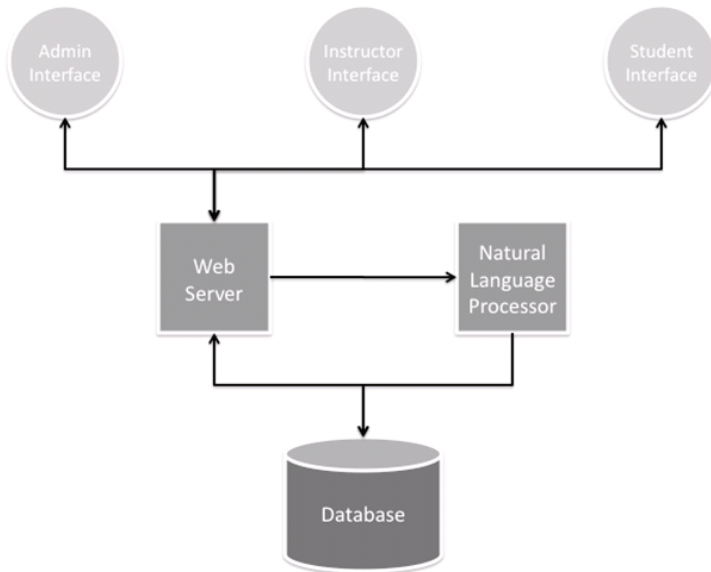 Admin
Interface
Instructor
Interface
Student
Interface
Web
Server
Natural
Language
Processor
Database